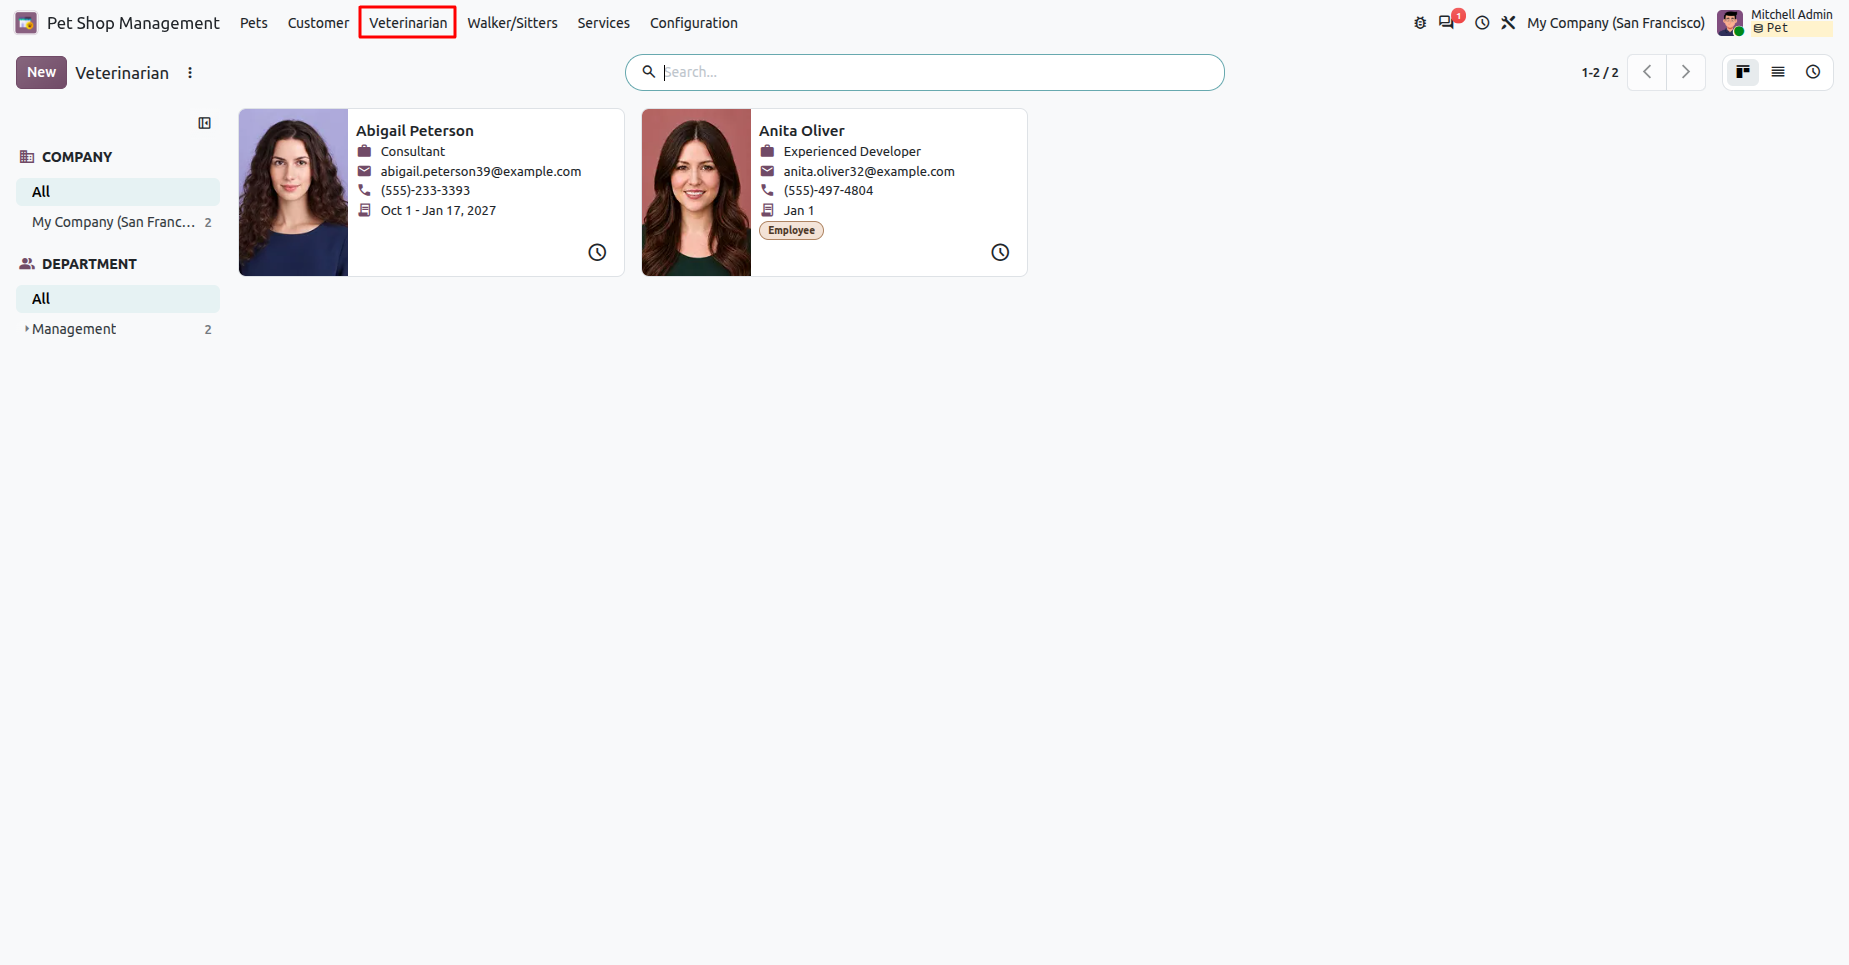 Pet Shop Management Pets Customer Veterinarian Walker/Sitters Services Configuration 1 My Company (San Francisco) Mitchell Admin
Pet
New Veterinarian Search... 1-2 / 2
COMPANY
All
My Company (San Franc... 2
DEPARTMENT
All
Management 2
Abigail Peterson
Consultant
abigail.peterson39@example.com
(555)-233-3393
Oct 1 - Jan 17, 2027
Anita Oliver
Experienced Developer
anita.oliver32@example.com
(555)-497-4804
Jan 1
Employee